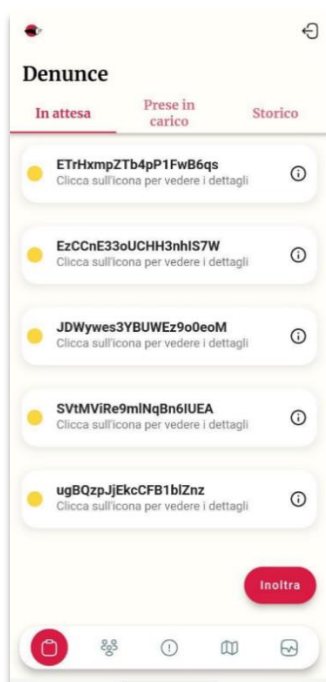 Denunce
In attesa
Prese in
carico
Storico
ETrHxmpZTb4pP1FwB6qs
Clicca sull'icona per vedere i dettagli
EzCCnE33oUCHH3nhIS7W
Clicca sull'icona per vedere i dettagli
JDWywes3YBUWEz9o0eoM
Clicca sull'icona per vedere i dettagli
SVtMViRe9mlNqBn6IUEA
Clicca sull'icona per vedere i dettagli
ugBQzpJjEkcCFB1blZnz
Clicca sull'icona per vedere i dettagli
Inoltra